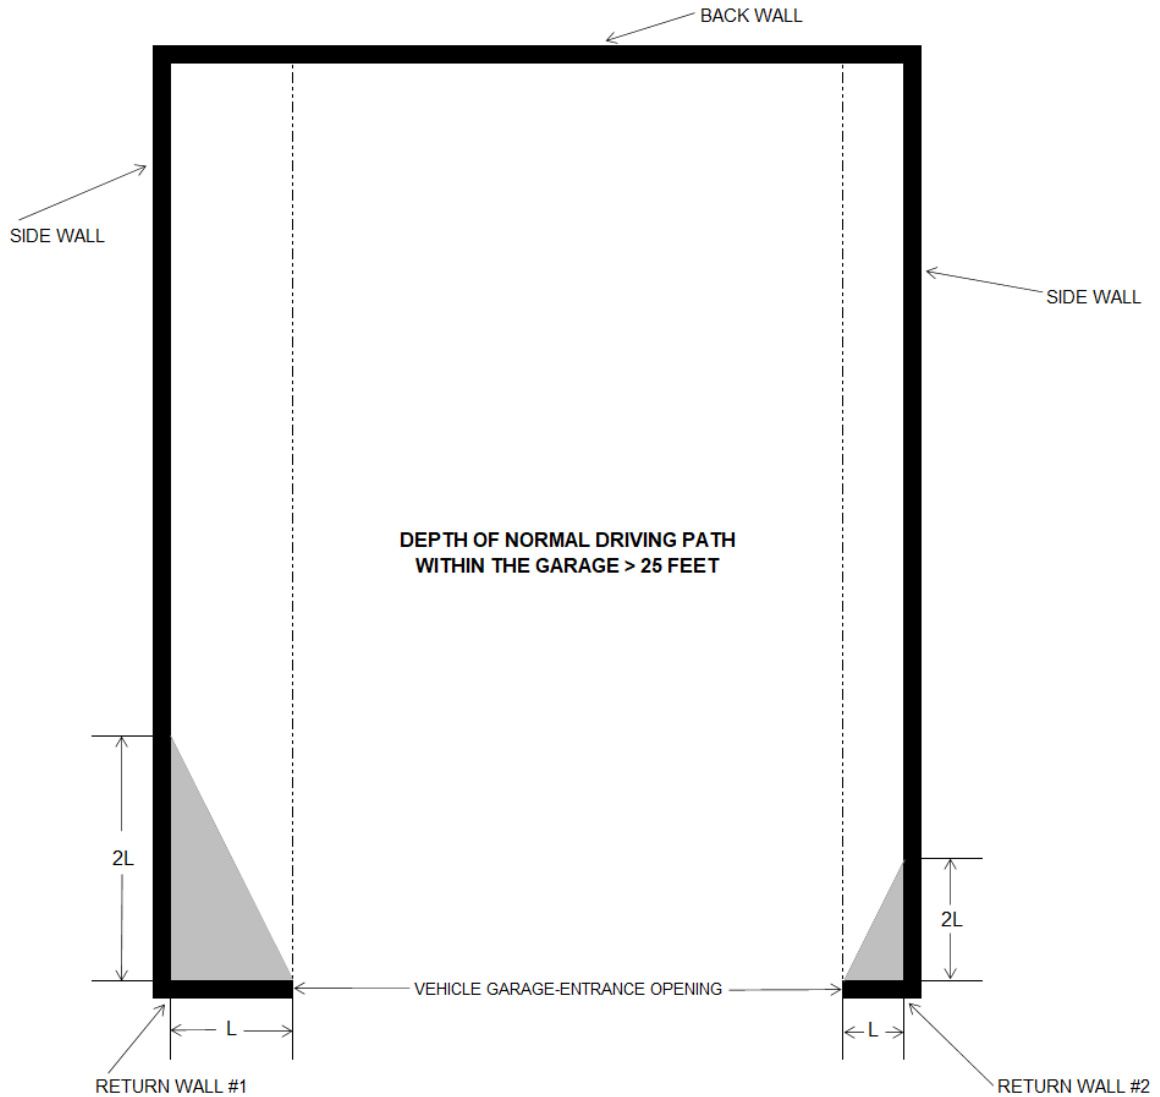 BACK WALL
SIDE WALL
SIDE WALL
DEPTH OF NORMAL DRIVING PATH
WITHIN THE GARAGE > 25 FEET
2L
2L
VEHICLE GARAGE-ENTRANCE OPENING
L
L
RETURN WALL #1
RETURN WALL #2